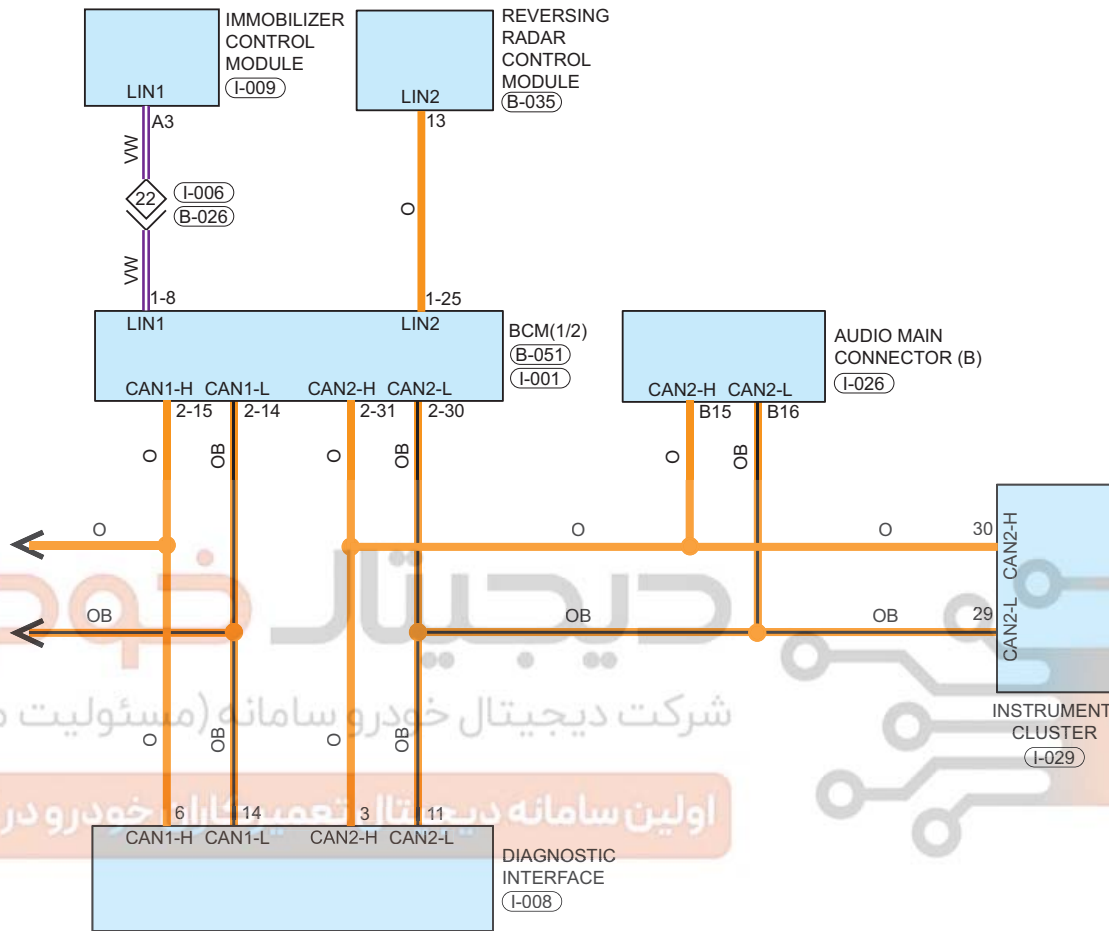 IMMOBILIZER
CONTROL
MODULE
I-009
LIN1
A3
REVERSING
RADAR
CONTROL
MODULE
B-035
LIN2
13
VW
22
I-006
B-026
O
VW
1-8
1-25
LIN1
LIN2
BCM(1/2)
B-051
I-001
CAN1-H CAN1-L CAN2-H CAN2-L
2-15 2-14 2-31 2-30
AUDIO MAIN
CONNECTOR (B)
I-026
CAN2-H CAN2-L
B15 B16
O OB O OB O OB
O O O 30 CAN2-H
OB OB OB 29 CAN2-L
INSTRUMENT
CLUSTER
I-029
دیجیتال
شرکت دیجیتال خودرو سامانه (مسئولیت
O OB O OB
اولین سامانه دیجیتال تعمیرکاران خودرو در
6 14 3 11
CAN1-H CAN1-L CAN2-H CAN2-L
DIAGNOSTIC
INTERFACE
I-008